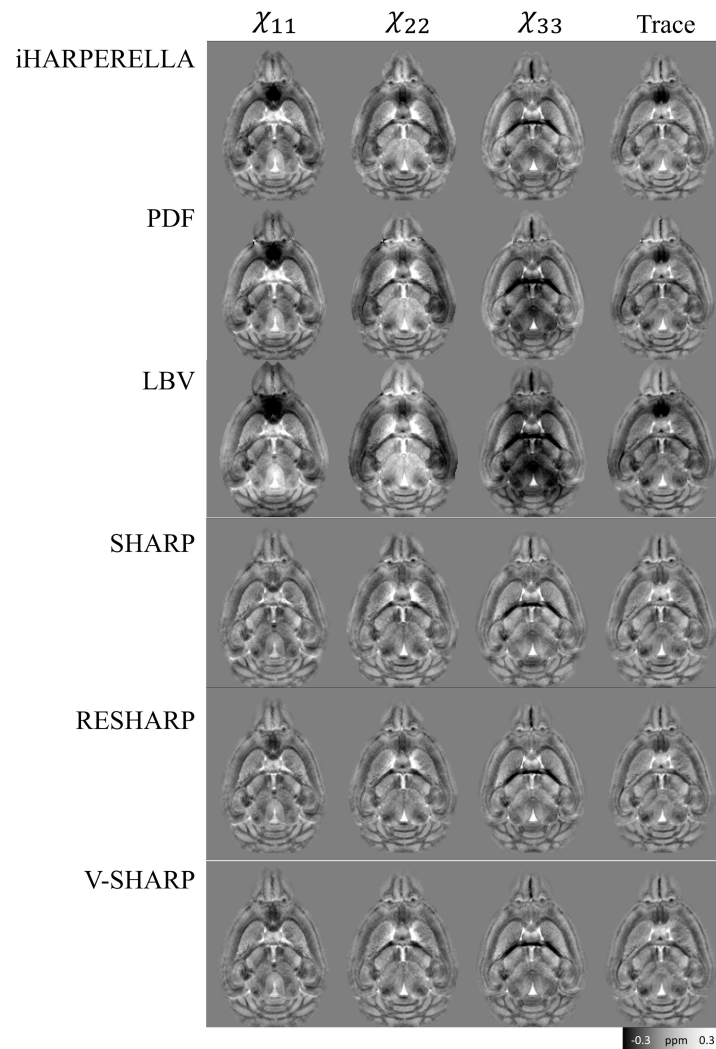 χ11 χ22 χ33 Trace
iHARPERELLA
PDF
LBV
SHARP
RESHARP
V-SHARP
-0.3 ppm 0.3